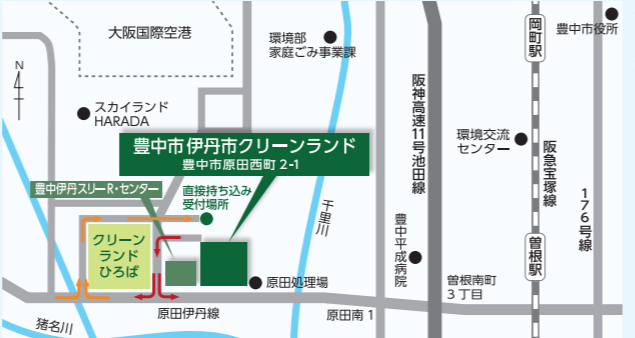 大阪国際空港
N
環境部
家庭ごみ事業課
岡町駅
豊中市役所
スカイランド
HARADA
阪神高速11号池田線
豊中市伊丹市クリーンランド
豊中市原田西町2-1
環境交流
センター
阪急宝塚線
176号線
豊中伊丹スリーR・センター
直接持ち込み
受付場所
千里川
豊中平成病院
クリーン
ランド
ひろば
曽根駅
原田処理場
曽根南町
3丁目
猪名川
原田伊丹線
原田南1